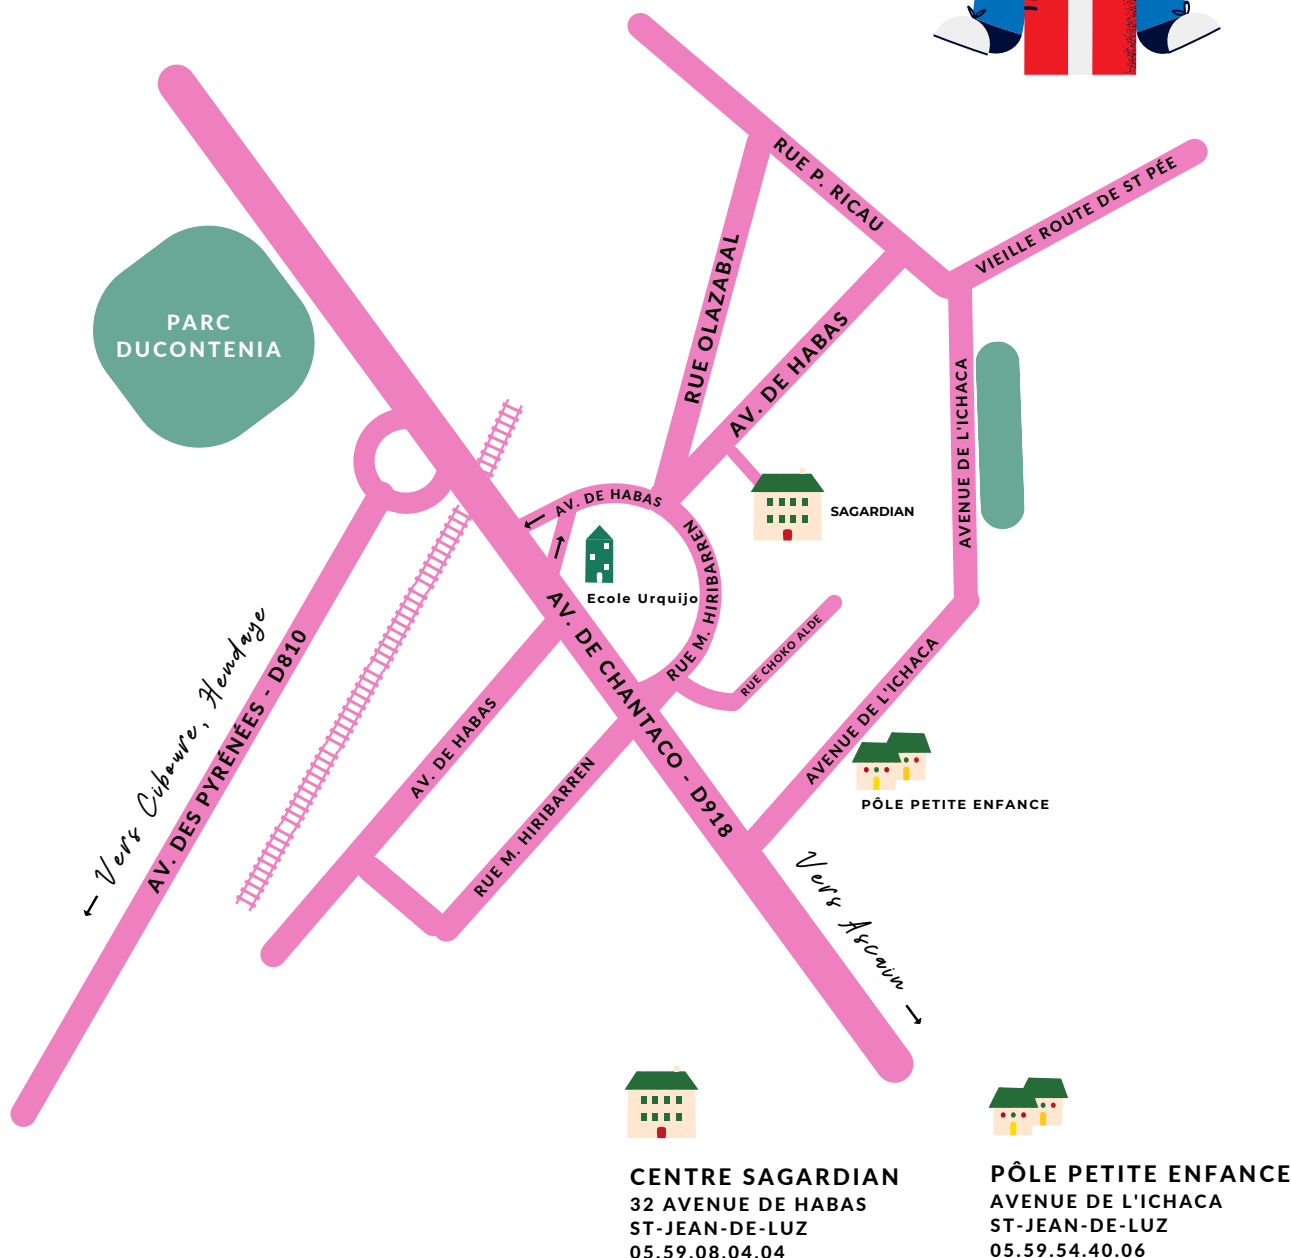 RUE P. RICAU
VIEILLE ROUTE DE ST PÉE
RUE OLAZABAL
PARC
DUCONTENIA
AV. DE HABAS
AVENUE DE L'ICHACA
AV. DE HABAS
SAGARDIAN
RUE M. HIRIBARREN
Ecole Urquijo
AV. DE CHANTACO - D918
RUE CHOKO ALDE
← Vers Ciboure, Hendaye
AV. DES PYRÉNÉES - D810
AV. DE HABAS
AVENUE DE L'ICHACA
RUE M. HIRIBARREN
PÔLE PETITE ENFANCE
Vers Ascain →
CENTRE SAGARDIAN
32 AVENUE DE HABAS
ST-JEAN-DE-LUZ
05.59.08.04.04
PÔLE PETITE ENFANCE
AVENUE DE L'ICHACA
ST-JEAN-DE-LUZ
05.59.54.40.06